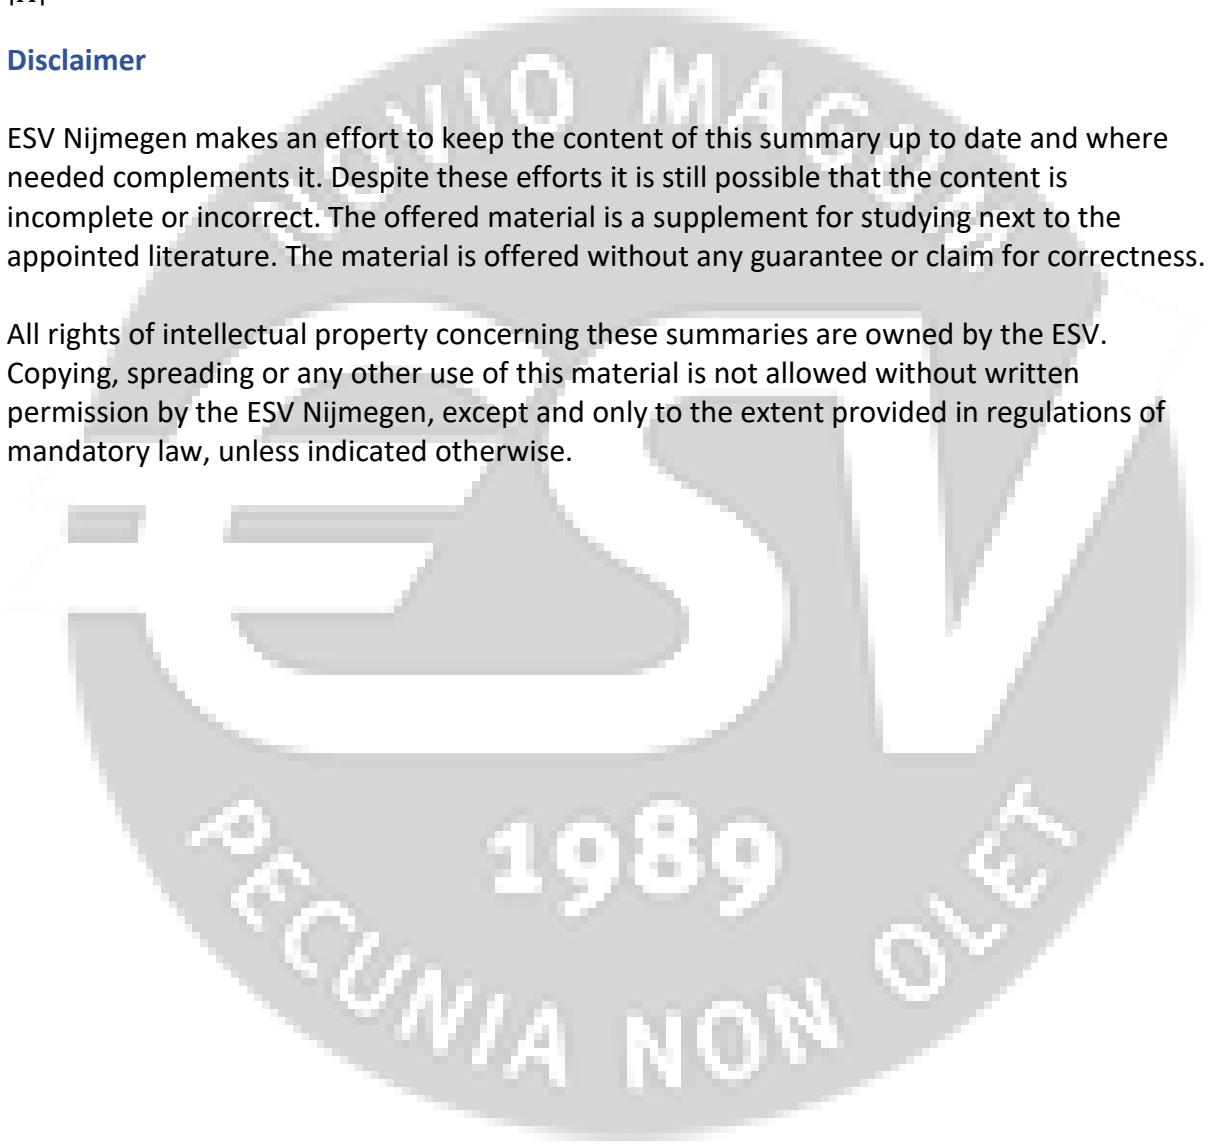 Disclaimer
ESV Nijmegen makes an effort to keep the content of this summary up to date and where
needed complements it. Despite these efforts it is still possible that the content is
incomplete or incorrect. The offered material is a supplement for studying next to the
appointed literature. The material is offered without any guarantee or claim for correctness.
All rights of intellectual property concerning these summaries are owned by the ESV.
Copying, spreading or any other use of this material is not allowed without written
permission by the ESV Nijmegen, except and only to the extent provided in regulations of
mandatory law, unless indicated otherwise.
NOVIO MAGUM
ESV
1989
PECUNIA NON OLET